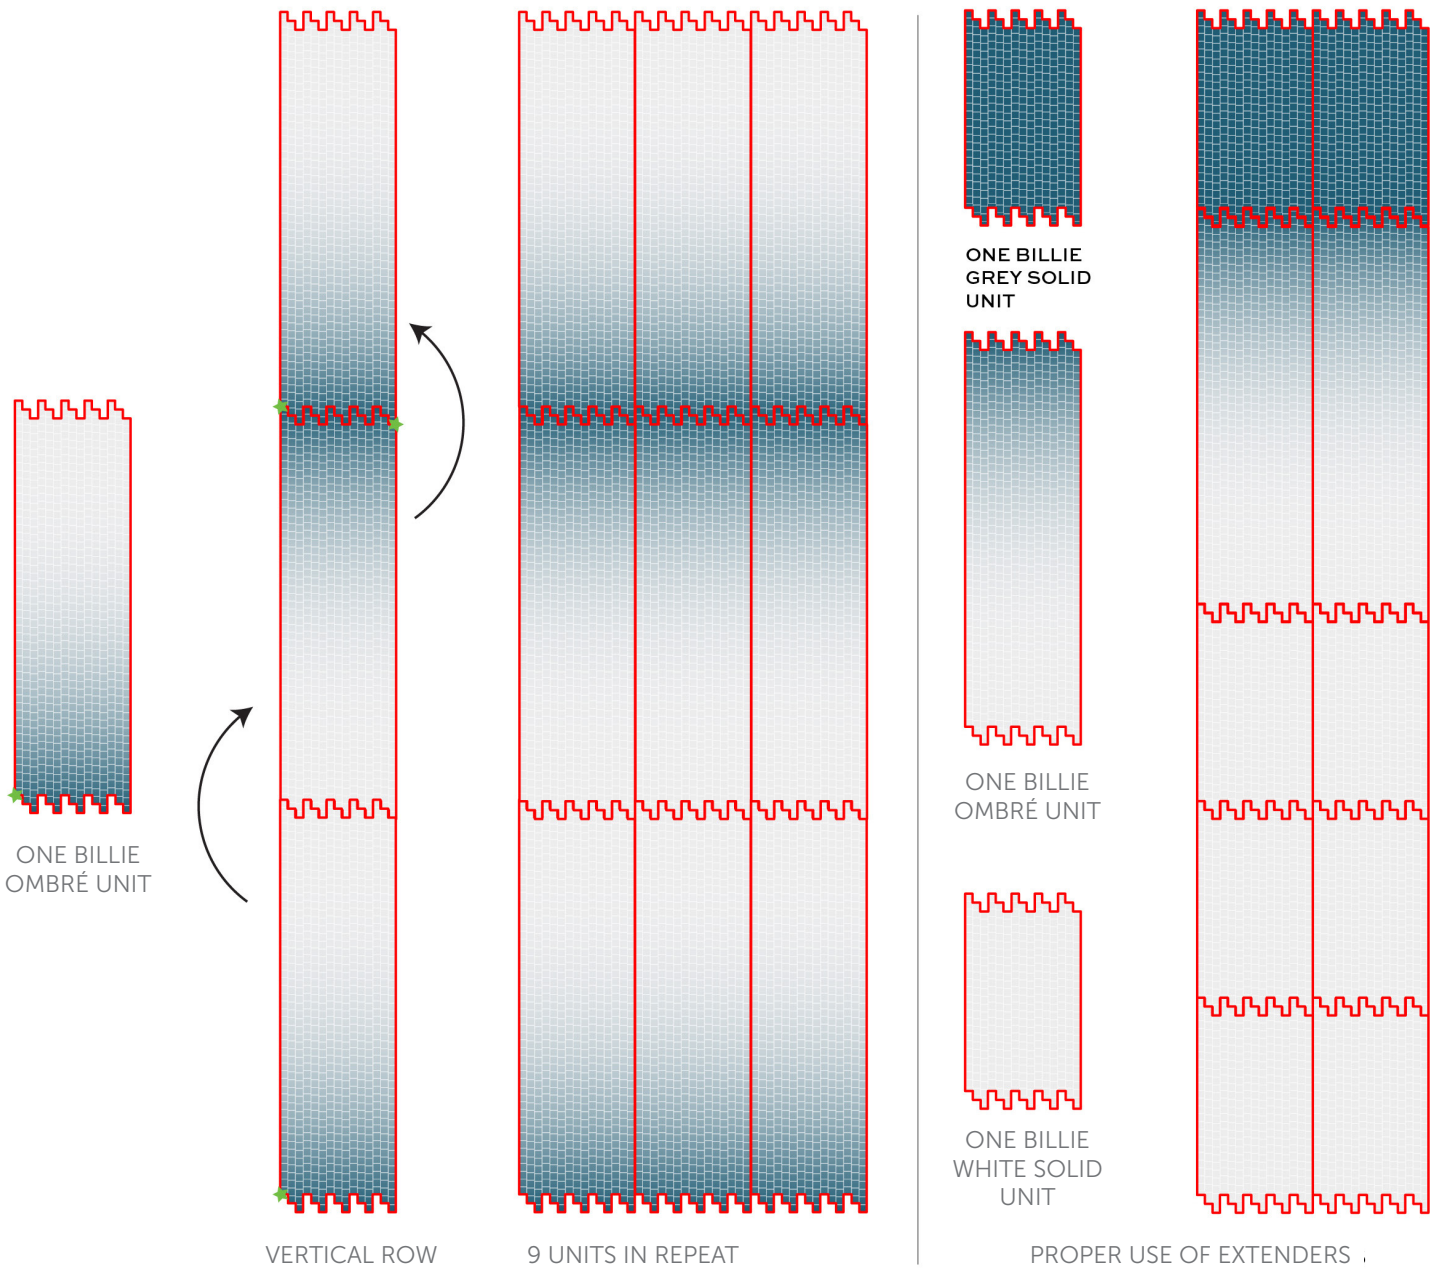 ONE BILLIE
OMBRÉ UNIT
VERTICAL ROW
9 UNITS IN REPEAT
ONE BILLIE
GREY SOLID
UNIT
ONE BILLIE
OMBRÉ UNIT
ONE BILLIE
WHITE SOLID
UNIT
PROPER USE OF EXTENDERS